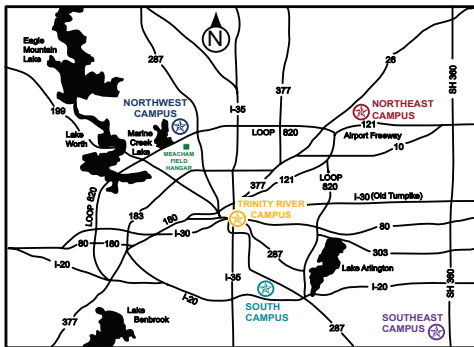 Eagle
Mountain
Lake
287
N
I-35
377
26
SH 360
199
NORTHWEST
CAMPUS
NORTHEAST
CAMPUS
121
Airport Freeway
Lake
Worth
Marine
Creek
Lake
LOOP 820
10
MEACHAM
FIELD
HANGAR
LOOP
820
377
121
LOOP 820
183
180
TRINITY RIVER
CAMPUS
I-30 (Old Turnpike)
80
180
I-30
80
287
303
I-20
I-35
Lake Arlington
I-20
I-20
SH 360
SOUTH
CAMPUS
Lake
Benbrook
377
287
SOUTHEAST
CAMPUS